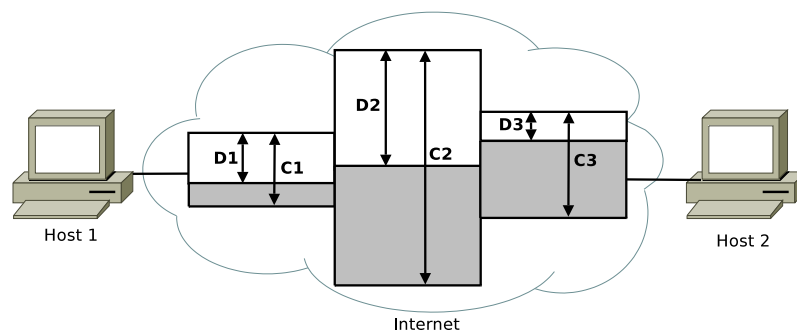 D2
D3
D1
C1
C2
C3
Host 1
Host 2
Internet